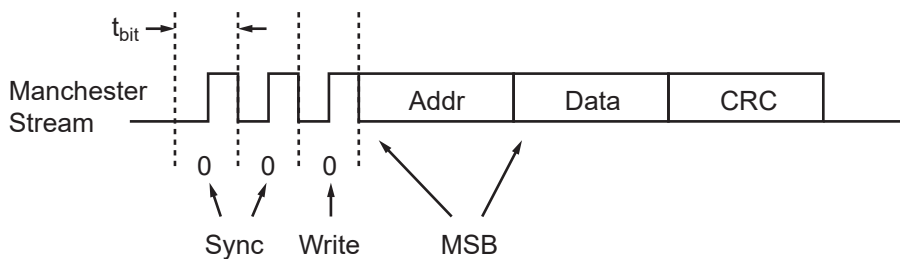 t_bit
Manchester
Stream
Addr
Data
CRC
0
0
0
Sync
Write
MSB